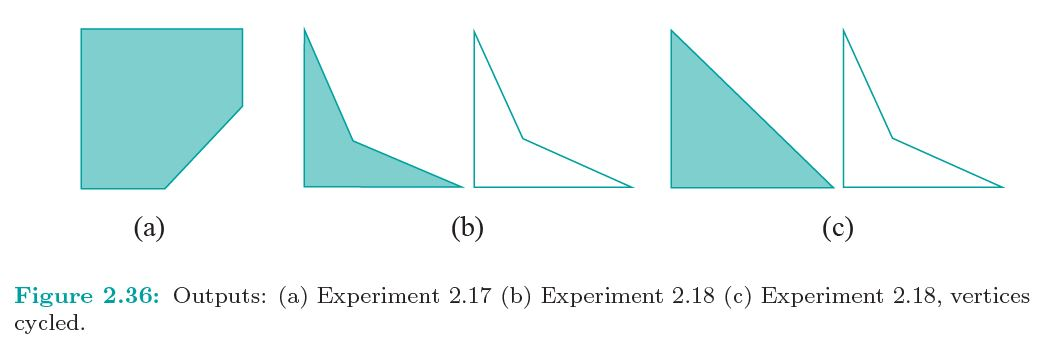 (a) (b) (c)
Figure 2.36: Outputs: (a) Experiment 2.17 (b) Experiment 2.18 (c) Experiment 2.18, vertices
cycled.